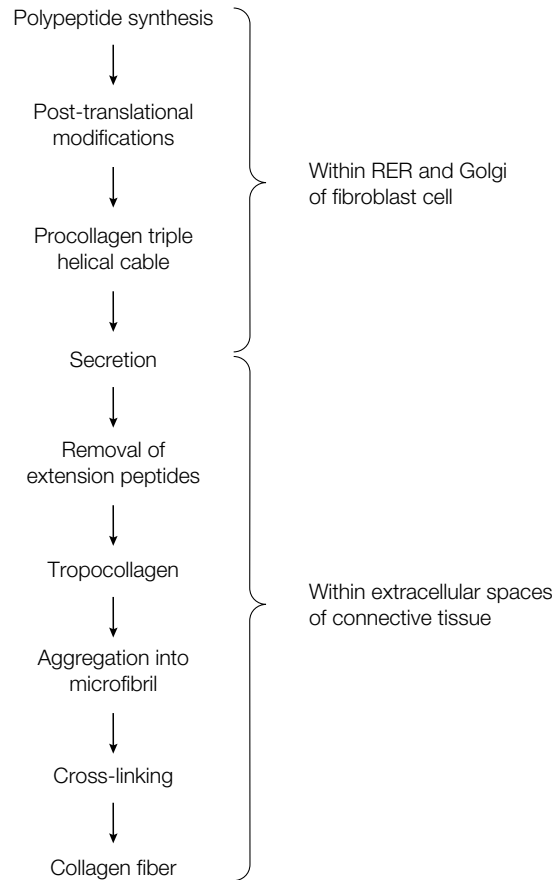 Polypeptide synthesis
Post-translational
modifications
Within RER and Golgi
of fibroblast cell
Procollagen triple
helical cable
Secretion
Removal of
extension peptides
Tropocollagen
Within extracellular spaces
of connective tissue
Aggregation into
microfibril
Cross-linking
Collagen fiber